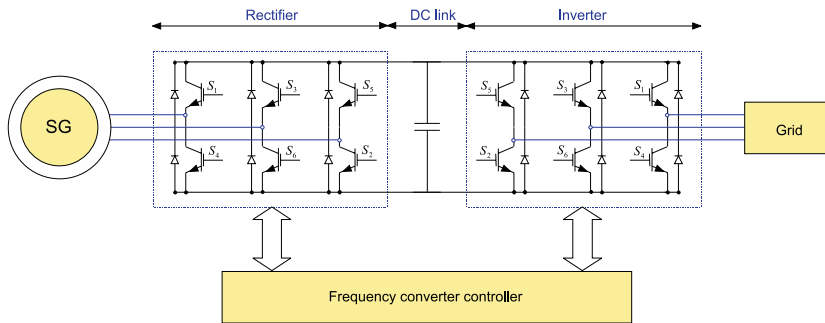 Rectifier DC link Inverter
S1 S3 S5 S5 S3 S1
SG
Grid
S4 S6 S2 S2 S6 S4
Frequency converter controller